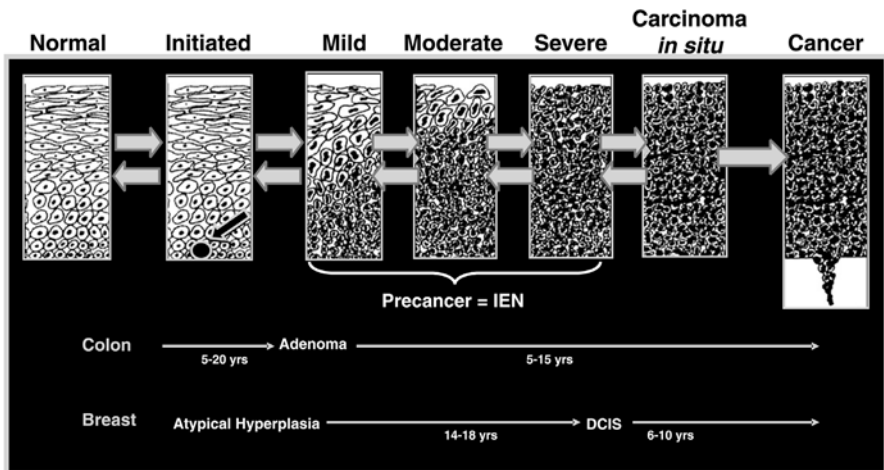 Normal Initiated Mild Moderate Severe Carcinoma
in situ Cancer
Precancer = IEN
Colon Adenoma
5-20 yrs 5-15 yrs
Breast Atypical Hyperplasia DCIS
14-18 yrs 6-10 yrs